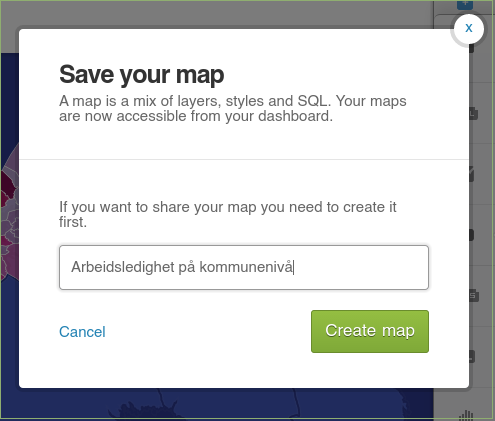 x
Save your map
A map is a mix of layers, styles and SQL. Your maps
are now accessible from your dashboard.
If you want to share your map you need to create it
first.
Arbeidsledighet på kommunenivå
Cancel
Create map